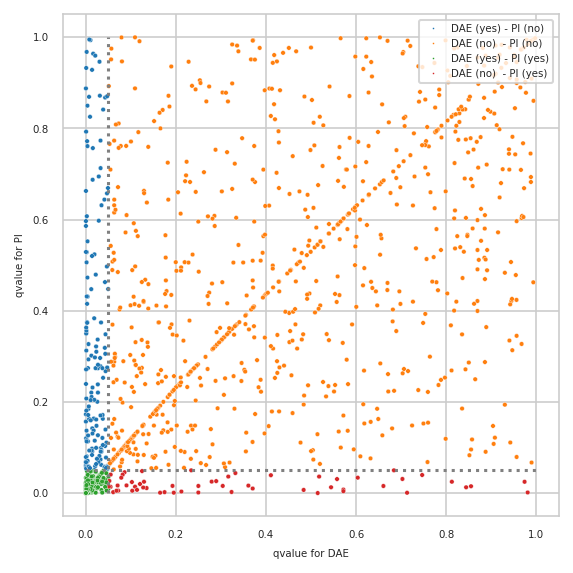 DAE (yes) - PI (no)
DAE (no) - PI (no)
DAE (yes) - PI (yes)
DAE (no) - PI (yes)
1.0
0.8
0.6
0.4
0.2
0.0
qvalue for PI
0.0 0.2 0.4 0.6 0.8 1.0
qvalue for DAE